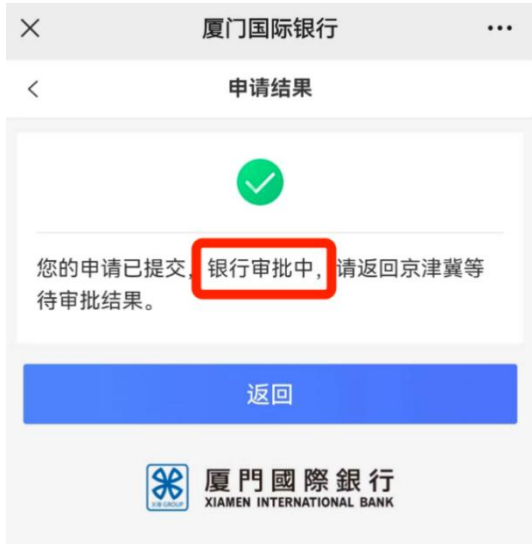 厦门国际银行
申请结果
您的申请已提交，银行审批中，请返回京津冀等
待审批结果。
返回
厦門國際銀行
XIAMEN INTERNATIONAL BANK